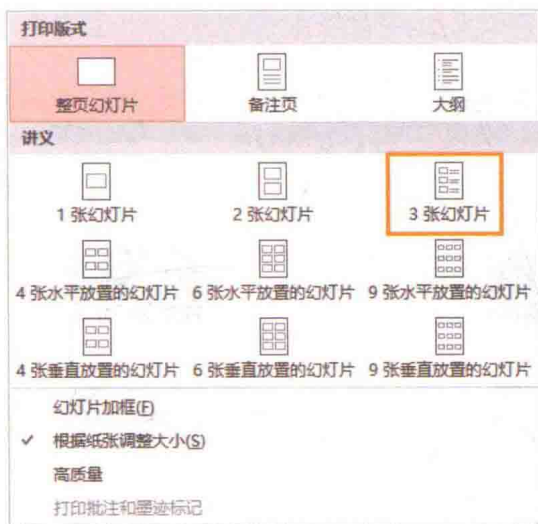 打印版式
整页幻灯片 备注页 大纲
讲义
1 张幻灯片 2 张幻灯片 3 张幻灯片
4 张水平放置的幻灯片 6 张水平放置的幻灯片 9 张水平放置的幻灯片
4 张垂直放置的幻灯片 6 张垂直放置的幻灯片 9 张垂直放置的幻灯片
幻灯片加框(F)
根据纸张调整大小(S)
高质量
打印批注和墨迹标记